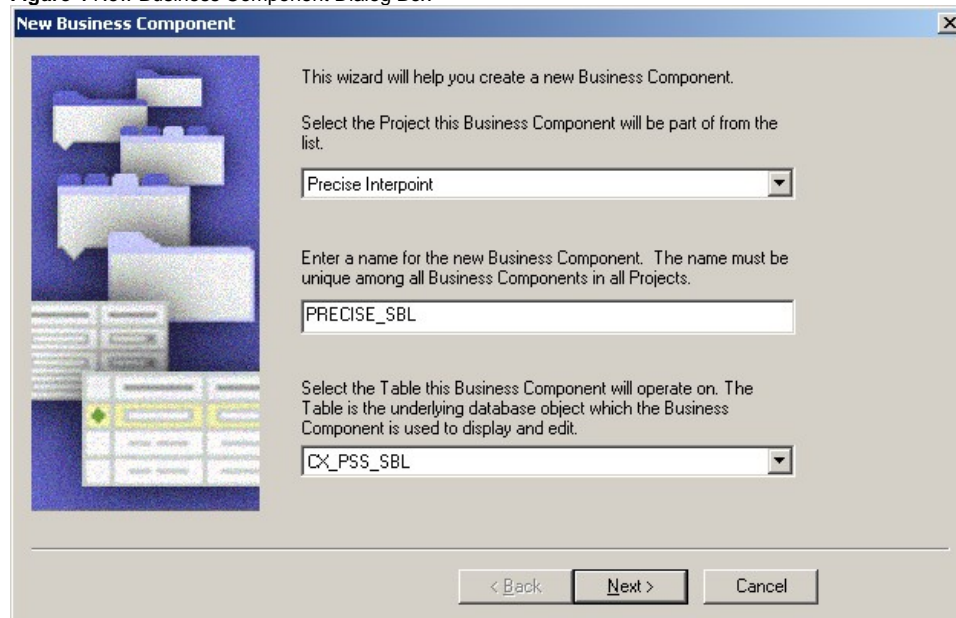 New Business Component
This wizard will help you create a new Business Component.
Select the Project this Business Component will be part of from the
list.
Precise Interpoint
Enter a name for the new Business Component. The name must be
unique among all Business Components in all Projects.
PRECISE_SBL
Select the Table this Business Component will operate on. The
Table is the underlying database object which the Business
Component is used to display and edit.
CX_PSS_SBL
< Back Next > Cancel